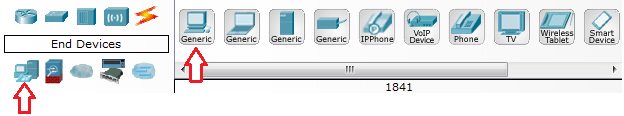 End Devices
Generic Generic Generic Generic IPPhone VoIP Device Phone TV Wireless Tablet Smart Device
1841